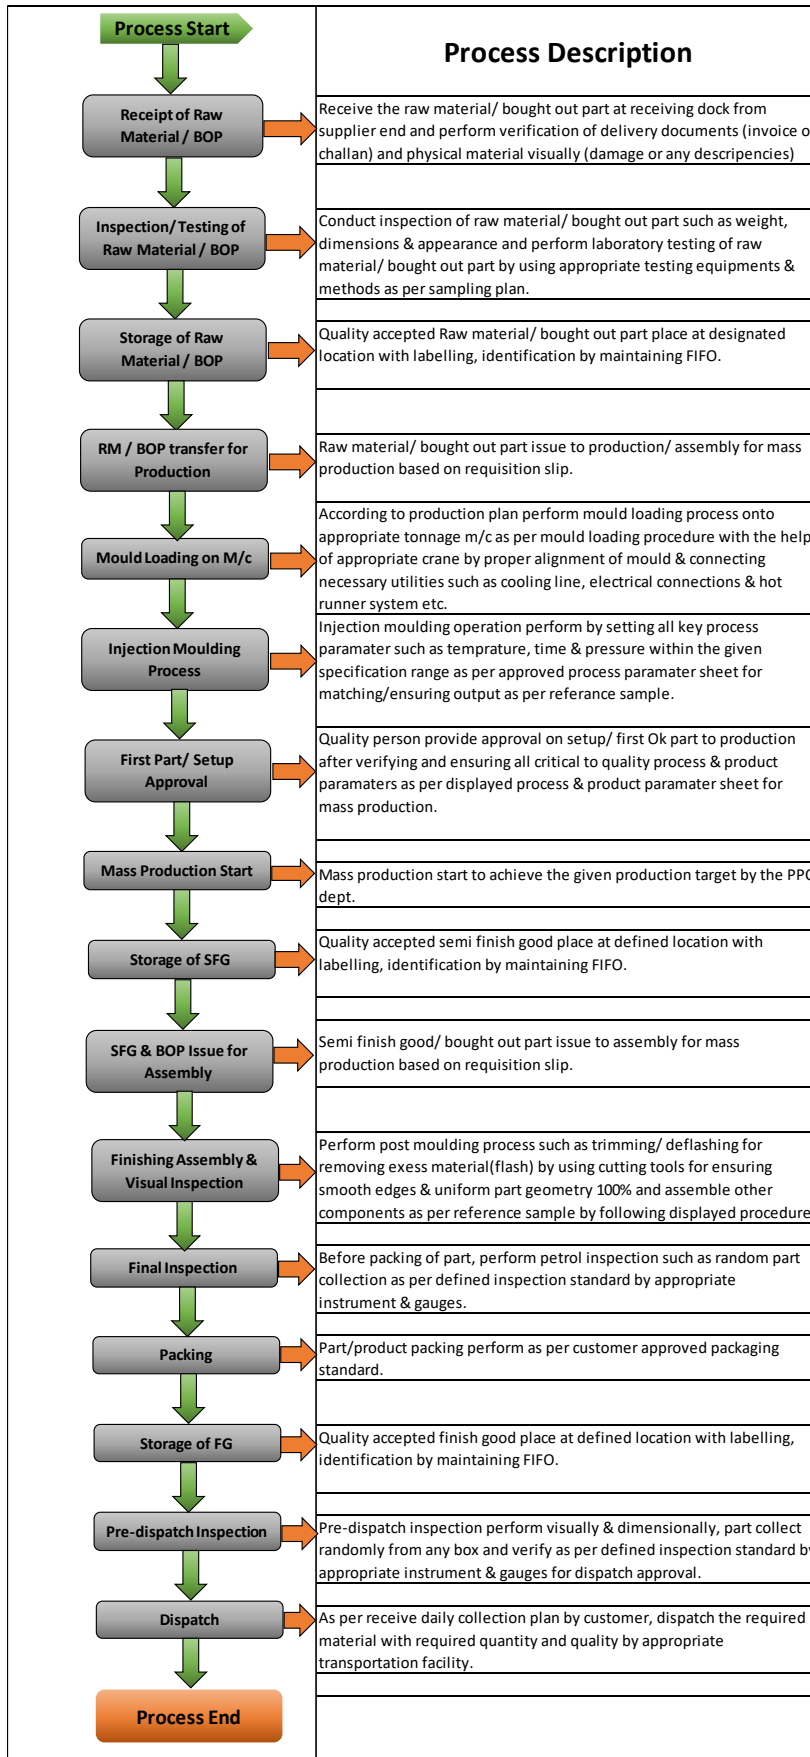 Process Start
Process Description
Receipt of Raw
Material / BOP
Receive the raw material/ bought out part at receiving dock from
supplier end and perform verification of delivery documents (invoice o
challan) and physical material visually (damage or any descripencies)
Inspection/ Testing of
Raw Material / BOP
Conduct inspection of raw material/ bought out part such as weight,
dimensions & appearance and perform laboratory testing of raw
material/ bought out part by using appropriate testing equipments &
methods as per sampling plan.
Storage of Raw
Material / BOP
Quality accepted Raw material/ bought out part place at designated
location with labelling, identification by maintaining FIFO.
RM / BOP transfer for
Production
Raw material/ bought out part issue to production/ assembly for mass
production based on requisition slip.
Mould Loading on M/c
According to production plan perform mould loading process onto
appropriate tonnage m/c as per mould loading procedure with the help
of appropriate crane by proper alignment of mould & connecting
necessary utilities such as cooling line, electrical connections & hot
runner system etc.
Injection Moulding
Process
Injection moulding operation perform by setting all key process
paramater such as temprature, time & pressure within the given
specification range as per approved process paramater sheet for
matching/ensuring output as per referance sample.
First Part/ Setup
Approval
Quality person provide approval on setup/ first Ok part to production
after verifying and ensuring all critical to quality process & product
paramaters as per displayed process & product paramater sheet for
mass production.
Mass Production Start
Mass production start to achieve the given production target by the PPC
dept.
Storage of SFG
Quality accepted semi finish good place at defined location with
labelling, identification by maintaining FIFO.
SFG & BOP Issue for
Assembly
Semi finish good/ bought out part issue to assembly for mass
production based on requisition slip.
Finishing Assembly &
Visual Inspection
Perform post moulding process such as trimming/ deflashing for
removing exess material(flash) by using cutting tools for ensuring
smooth edges & uniform part geometry 100% and assemble other
components as per reference sample by following displayed procedure
Final Inspection
Before packing of part, perform petrol inspection such as random part
collection as per defined inspection standard by appropriate
instrument & gauges.
Packing
Part/product packing perform as per customer approved packaging
standard.
Storage of FG
Quality accepted finish good place at defined location with labelling,
identification by maintaining FIFO.
Pre-dispatch Inspection
Pre-dispatch inspection perform visually & dimensionally, part collect
randomly from any box and verify as per defined inspection standard by
appropriate instrument & gauges for dispatch approval.
Dispatch
As per receive daily collection plan by customer, dispatch the required
material with required quantity and quality by appropriate
transportation facility.
Process End